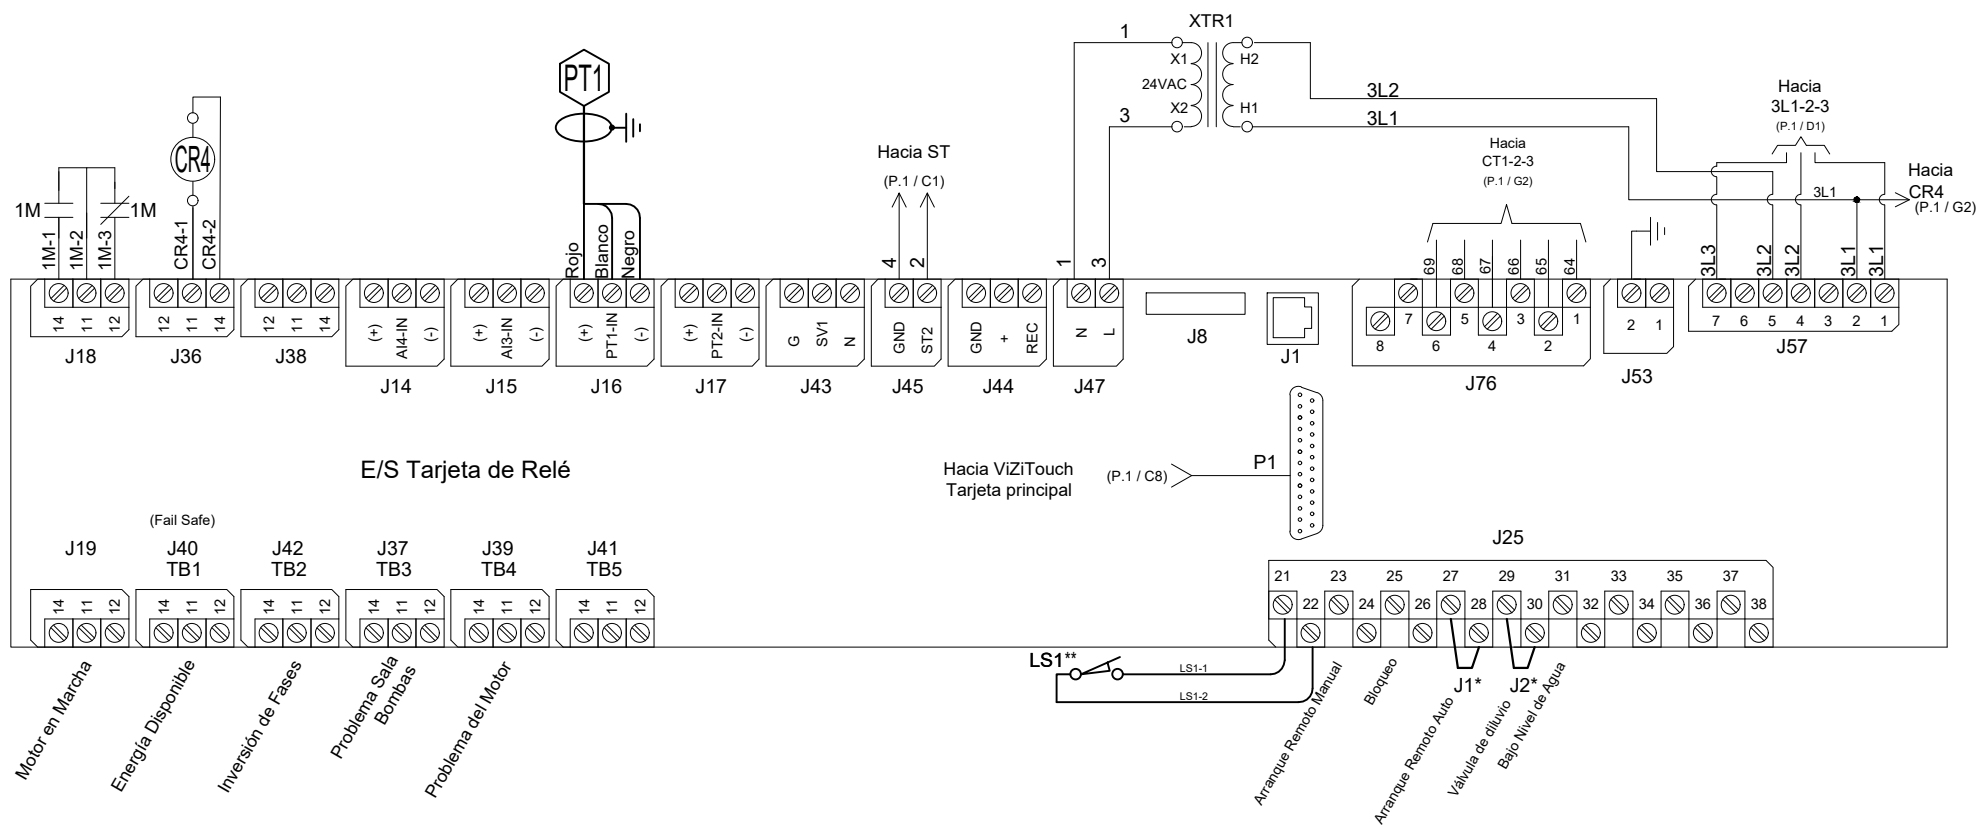 XTR1
1
X1
H2
24VAC
X2
H1
3
3L2
3L1
Hacia
3L1-2-3
(P.1 / D1)
PT1
CR4
Hacia ST
(P.1 / C1)
Hacia
CT1-2-3
(P.1 / G2)
Hacia
CR4
(P.1 / G2)
3L1
1M
1M
1M-1
1M-2
1M-3
CR4-1
CR4-2
Rojo
Blanco
Negro
4
2
1
3
69
68
67
66
65
64
3L3
3L2
3L2
3L1
3L1
14 11 12
12 11 14
12 11 14
(+) AI4-IN (-)
(+) AI3-IN (-)
(+) PT1-IN (-)
(+) PT2-IN (-)
G SV1 N
GND ST2
GND + REC
N L
7 5 3 1
8 6 4 2
2 1
7 6 5 4 3 2 1
J18
J36
J38
J14
J15
J16
J17
J43
J45
J44
J47
J8
J1
J76
J53
J57
E/S Tarjeta de Relé
Hacia ViZiTouch
Tarjeta principal
(P.1 / C8)
P1
(Fail Safe)
J19
J40
TB1
J42
TB2
J37
TB3
J39
TB4
J41
TB5
J25
14 11 12
14 11 12
14 11 12
14 11 12
14 11 12
14 11 12
21 23 25 27 29 31 33 35 37
22 24 26 28 30 32 34 36 38
LS1**
LS1-1
LS1-2
J1*
J2*
Motor en Marcha
Energía Disponible
Inversión de Fases
Problema Sala
Bombas
Problema del Motor
Arranque Remoto Manual
Bloqueo
Arranque Remoto Auto
Válvula de diluvio
Bajo Nivel de Agua